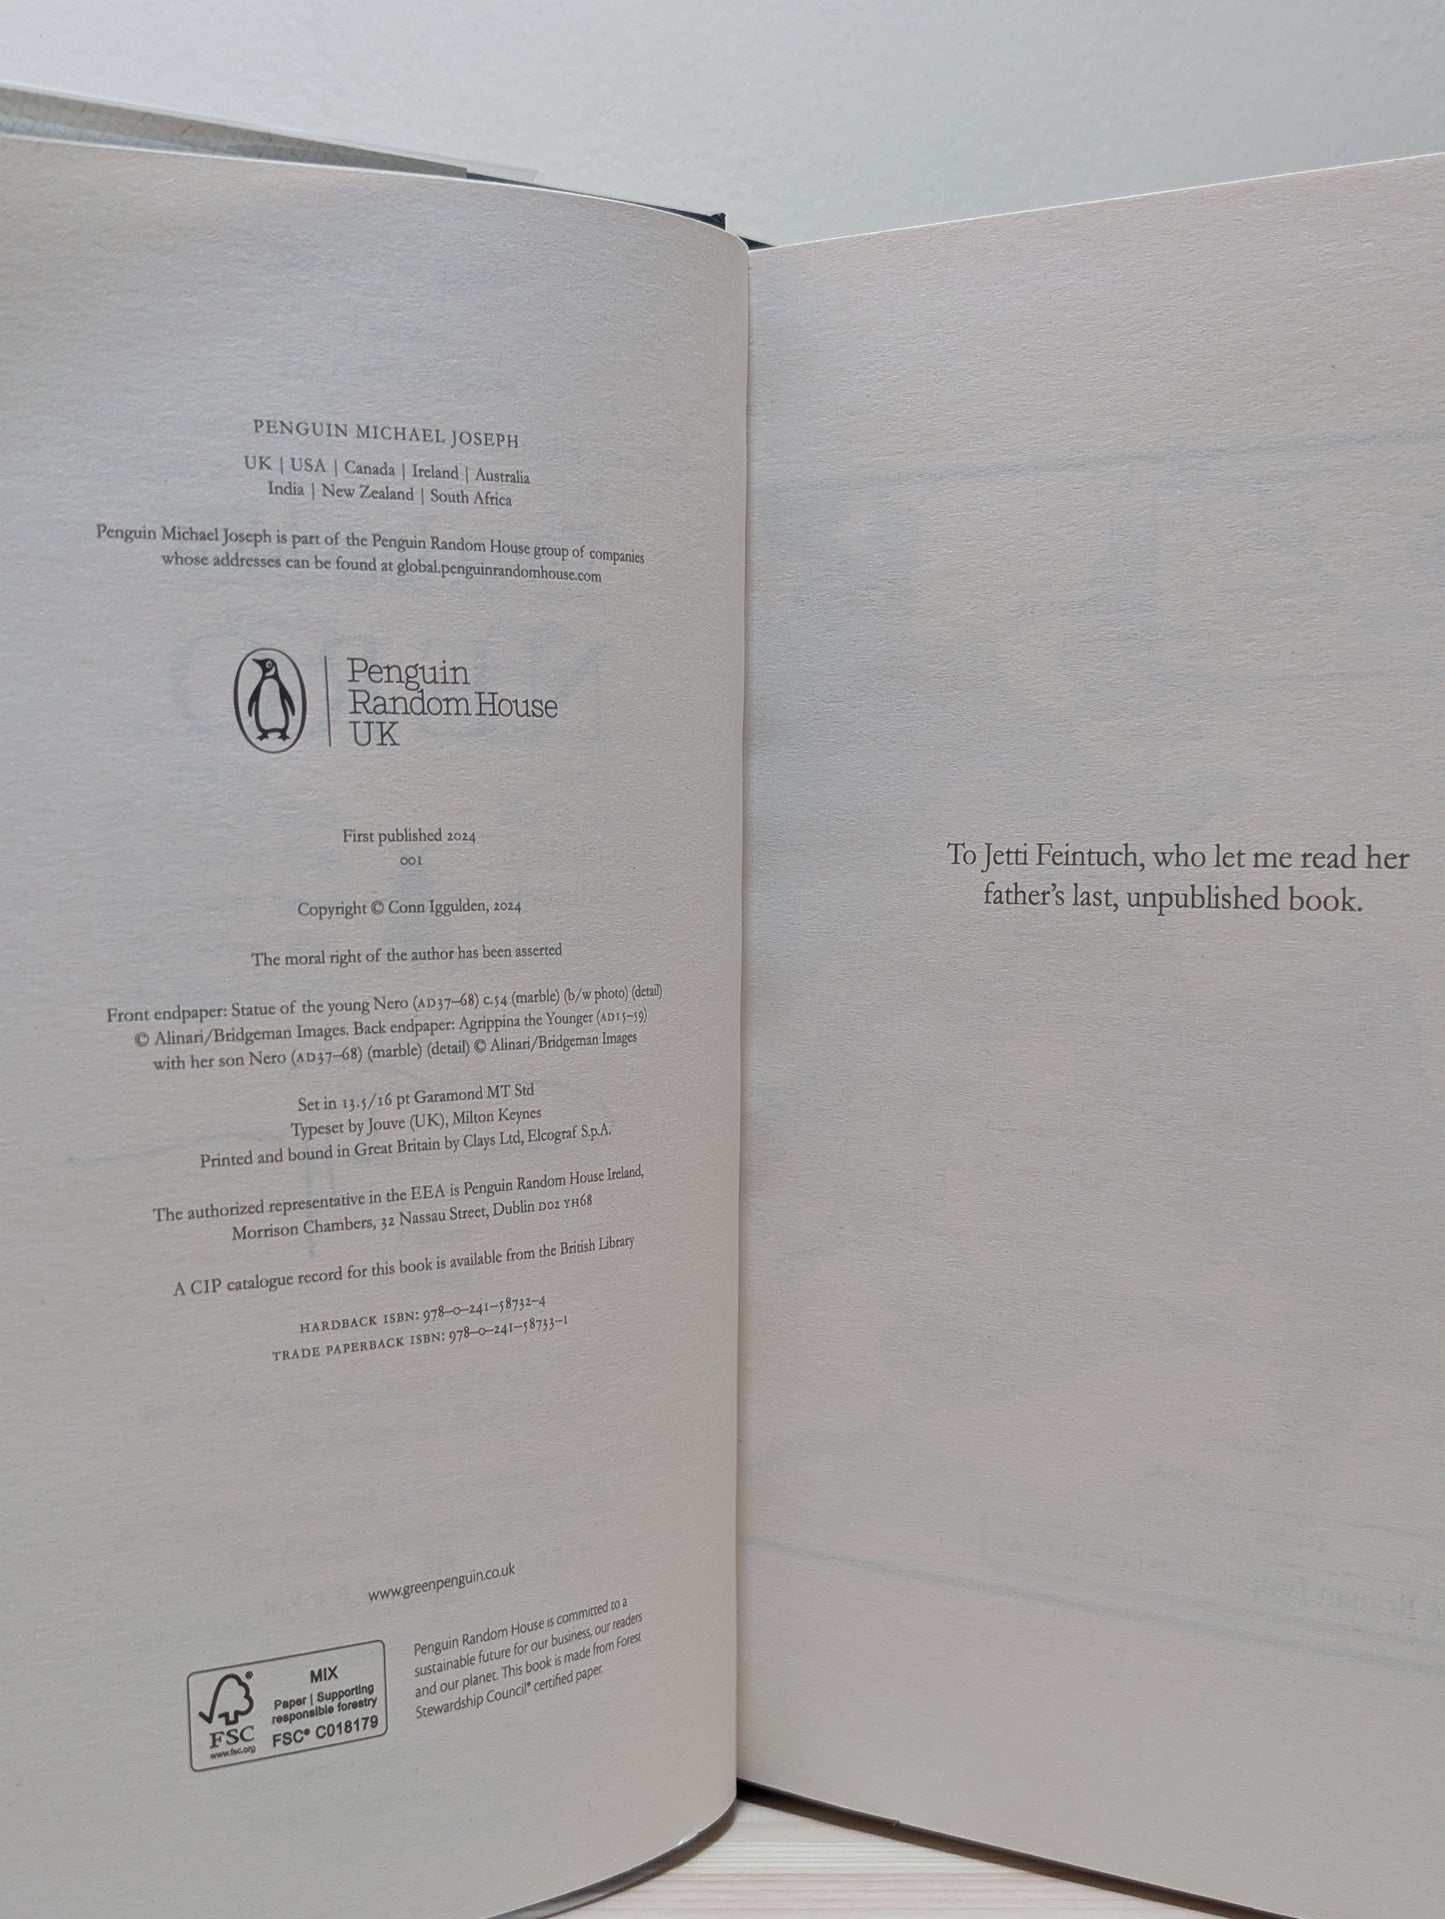 PENGUIN MICHAEL JOSEPH
UK | USA | Canada | Ireland | Australia
India | New Zealand | South Africa
Penguin Michael Joseph is part of the Penguin Random House group of companies
whose addresses can be found at global.penguinrandomhouse.com
Penguin
Random House
UK
First published 2024
001
Copyright © Conn Iggulden, 2024
The moral right of the author has been asserted
Front endpaper: Statue of the young Nero (AD37–68) c.54 (marble) (b/w photo) (detail)
© Alinari/Bridgeman Images. Back endpaper: Agrippina the Younger (AD15–59)
with her son Nero (AD37–68) (marble) (detail) © Alinari/Bridgeman Images
Set in 13.5/16 pt Garamond MT Std
Typeset by Jouve (UK), Milton Keynes
Printed and bound in Great Britain by Clays Ltd, Elcograf S.p.A.
The authorized representative in the EEA is Penguin Random House Ireland,
Morrison Chambers, 32 Nassau Street, Dublin D02 YH68
A CIP catalogue record for this book is available from the British Library
HARDBACK ISBN: 978–0–241–58732–4
TRADE PAPERBACK ISBN: 978–0–241–58733–1
www.greenpenguin.co.uk
MIX
Paper | Supporting
responsible forestry
FSC® C018179
FSC
www.fsc.org
Penguin Random House is committed to a
sustainable future for our business, our readers
and our planet. This book is made from Forest
Stewardship Council® certified paper.
To Jetti Feintuch, who let me read her
father’s last, unpublished book.